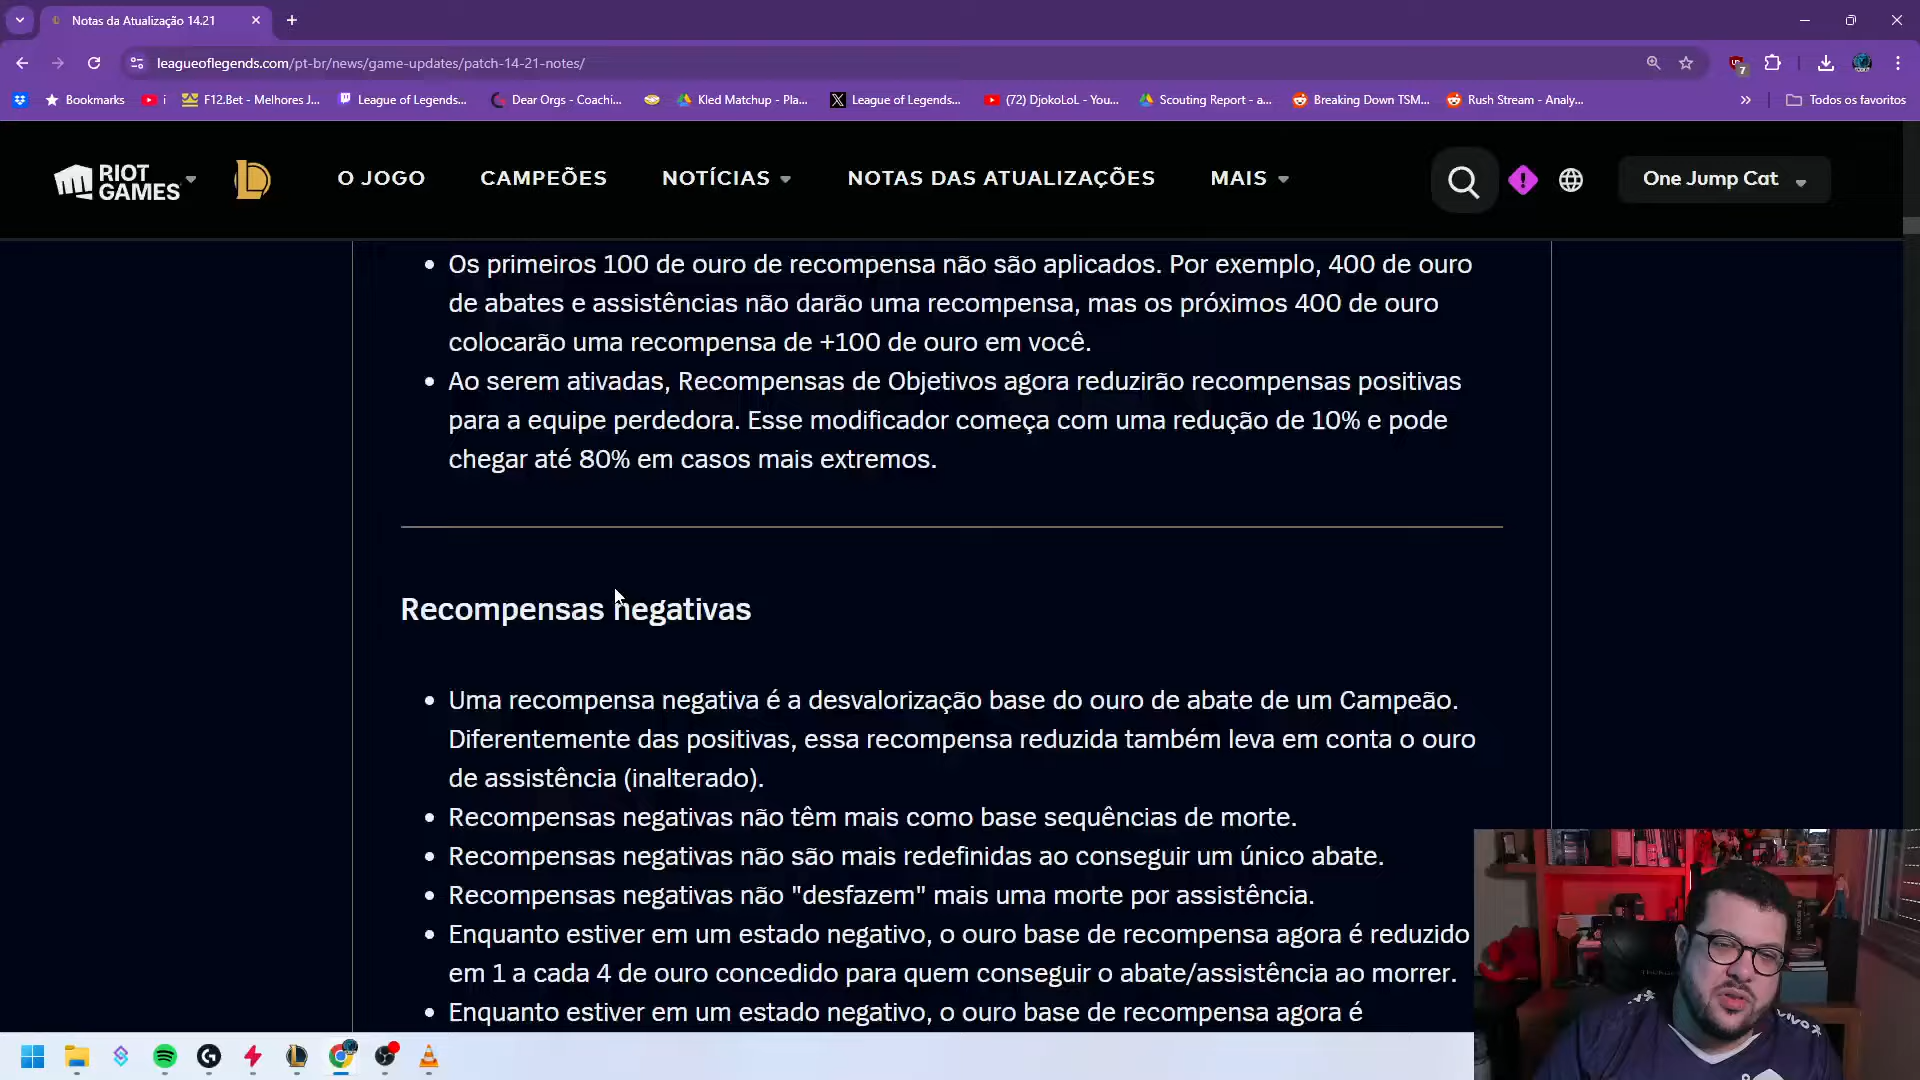 Notas da Atualização 14.21
leagueoflegends.com/pt-br/news/game-updates/patch-14-21-notes/
7
Bookmarks
i
F12.Bet - Melhores J...
League of Legends...
Dear Orgs - Coachi...
Kled Matchup - Pla...
League of Legends...
(72) DjokoLoL - You...
Scouting Report - a...
Breaking Down TSM...
Rush Stream - Analy...
Todos os favoritos
RIOT
GAMES
O JOGO
CAMPEÕES
NOTÍCIAS
NOTAS DAS ATUALIZAÇÕES
MAIS
One Jump Cat
Os primeiros 100 de ouro de recompensa não são aplicados. Por exemplo, 400 de ouro
de abates e assistências não darão uma recompensa, mas os próximos 400 de ouro
colocarão uma recompensa de +100 de ouro em você.
Ao serem ativadas, Recompensas de Objetivos agora reduzirão recompensas positivas
para a equipe perdedora. Esse modificador começa com uma redução de 10% e pode
chegar até 80% em casos mais extremos.
Recompensas negativas
Uma recompensa negativa é a desvalorização base do ouro de abate de um Campeão.
Diferentemente das positivas, essa recompensa reduzida também leva em conta o ouro
de assistência (inalterado).
Recompensas negativas não têm mais como base sequências de morte.
Recompensas negativas não são mais redefinidas ao conseguir um único abate.
Recompensas negativas não "desfazem" mais uma morte por assistência.
Enquanto estiver em um estado negativo, o ouro base de recompensa agora é reduzido
em 1 a cada 4 de ouro concedido para quem conseguir o abate/assistência ao morrer.
Enquanto estiver em um estado negativo, o ouro base de recompensa agora é